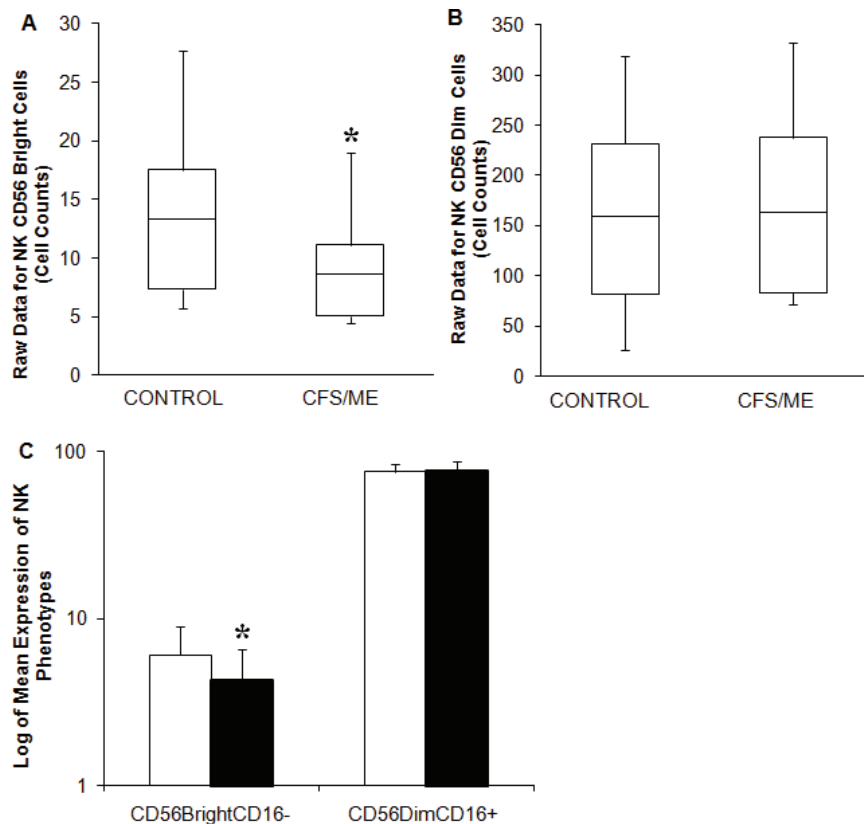 A
Raw Data for NK CD56 Bright Cells
(Cell Counts)
30
25
20
15
10
5
0
*
CONTROL
CFS/ME
B
Raw Data for NK CD56 Dim Cells
(Cell Counts)
350
300
250
200
150
100
50
0
CONTROL
CFS/ME
C
Log of Mean Expression of NK
Phenotypes
100
10
1
*
CD56BrightCD16-
CD56DimCD16+